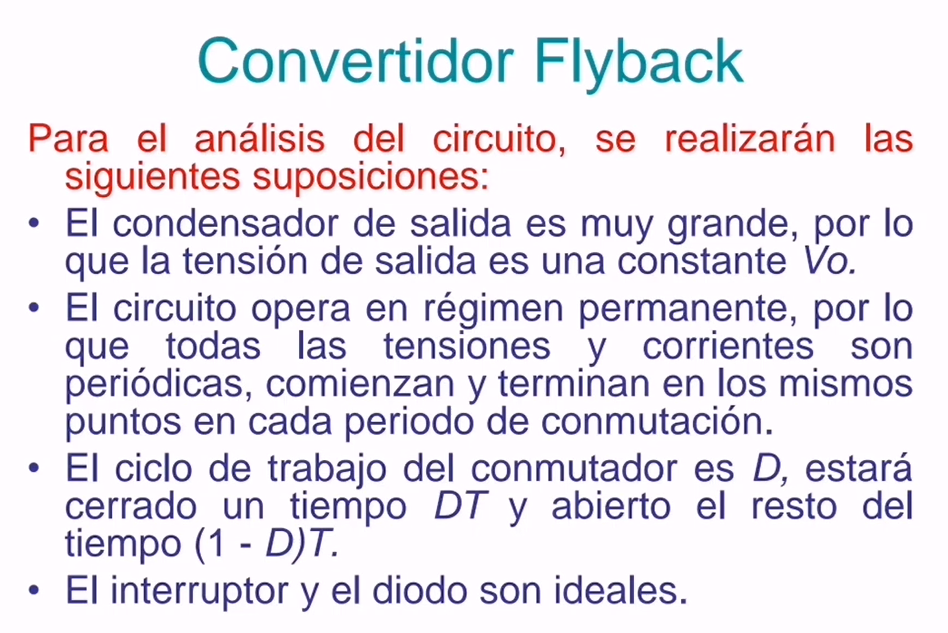 Convertidor Flyback
Para el análisis del circuito, se realizarán las
siguientes suposiciones:
• El condensador de salida es muy grande, por lo
que la tensión de salida es una constante Vo.
• El circuito opera en régimen permanente, por lo
que todas las tensiones y corrientes son
periódicas, comienzan y terminan en los mismos
puntos en cada periodo de conmutación.
• El ciclo de trabajo del conmutador es D, estará
cerrado un tiempo DT y abierto el resto del
tiempo (1 - D)T.
• El interruptor y el diodo son ideales.